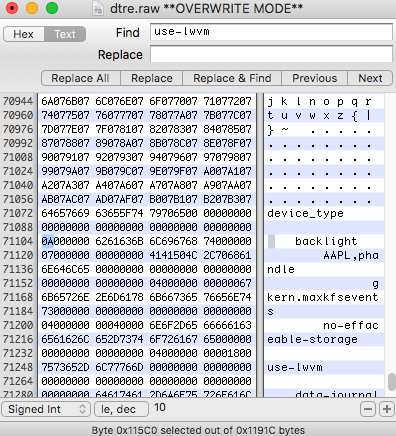 dtre.raw **OVERWRITE MODE**
Hex Text Find use-lwvm
Replace
Replace All Replace Replace & Find Previous Next
70944 6A076B07 6C076E07 6F077007 71077207 j k l n o p q r
70960 74077507 76077707 78077A07 7B077C07 t u v w x z { |
70976 7D077E07 7F078107 82078307 84078507 } ~ . . . . . .
70992 87078807 89078A07 8B078C07 8E078F07 . . . . . . . .
71008 90079107 92079307 94079607 97079807 . . . . . . . .
71024 99079A07 9B079C07 9E079F07 A007A107 . . . . . . . .
71040 A207A307 A407A607 A707A807 A907AA07 . . . . . . . .
71056 AB07AC07 AD07AF07 B007B107 B207B307 . . . . . . . .
71072 64657669 63655F74 79706500 00000000 device_type
71088 00000000 00000000 00000000 00000000
71104 0A000000 6261636B 6C696768 74000000 backlight
71120 07000000 00000000 4141504C 2C706861 AAPL,pha
71136 6E646C65 00000000 00000000 00000000 ndle
71152 00000000 00000000 04000000 00000067 g
71168 6B65726E 2E6D6178 6B667365 76656E74 kern.maxkfsevent
71184 73000000 00000000 00000000 00000000 s
71200 04000000 00040000 6E6F2D65 66666163 no-effac
71216 6561626C 652D7374 6F726167 65000000 eable-storage
71232 00000000 00000000 00000000 00001800
71248 7573652D 6C77766D 00000000 00000000 use-lwvm
71264 00000000 00000000 00000000 00000000
71280 00000000 64617461 2D6A6F75 726E616C data-journal
Signed Int le, dec 10
Byte 0x115C0 selected out of 0x1191C bytes